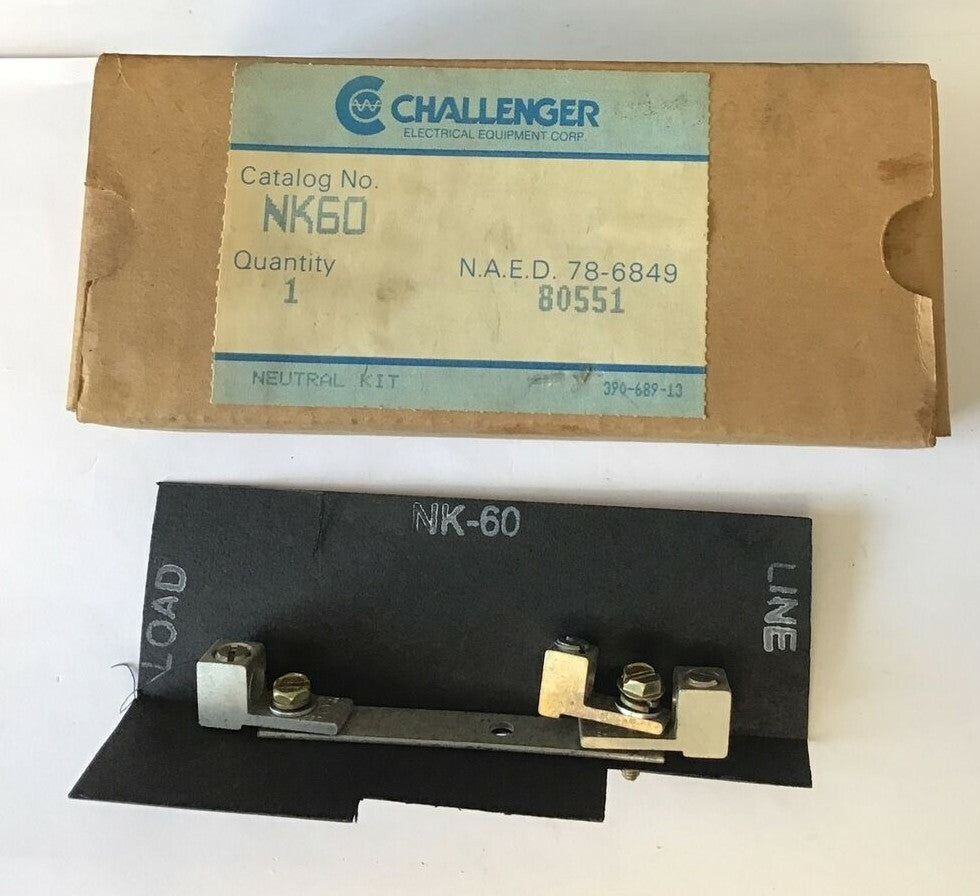 CHALLENGER
ELECTRICAL EQUIPMENT CORP.
Catalog No.
NK60
Quantity
1
N.A.E.D. 78-6849
80551
NEUTRAL KIT
390-689-13
NK-60
LOAD
LINE